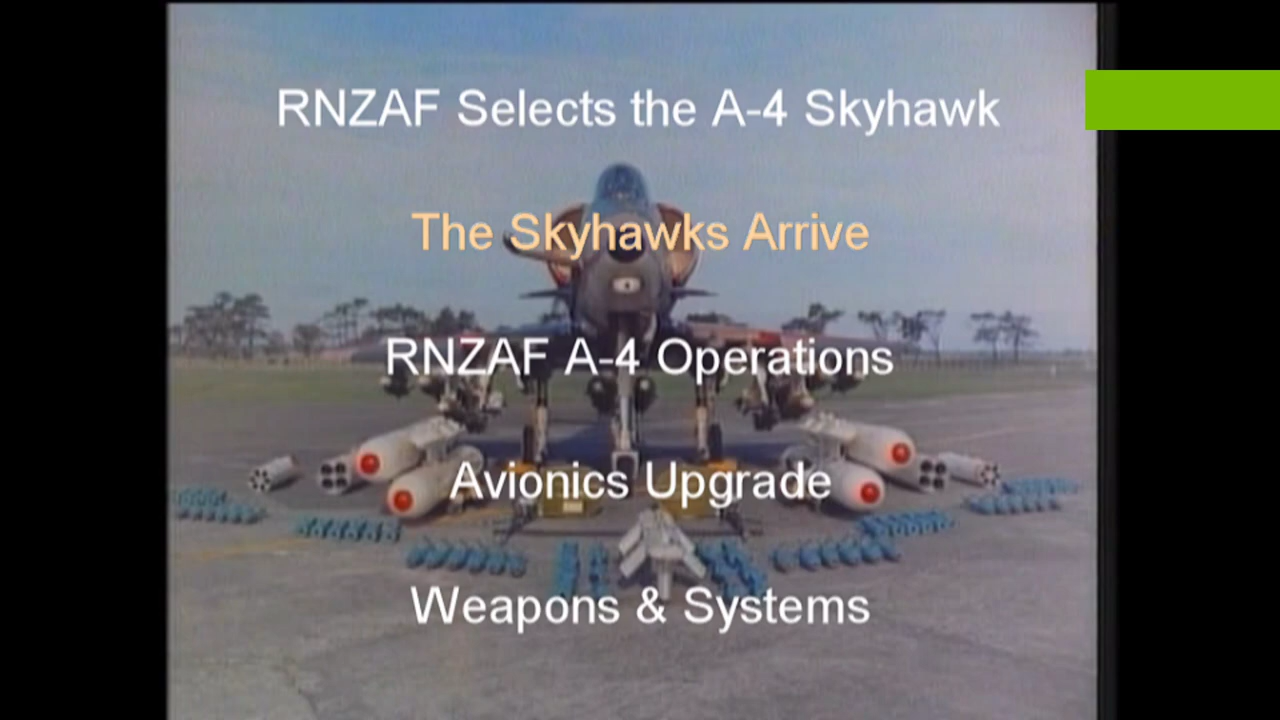 RNZAF Selects the A-4 Skyhawk
The Skyhawks Arrive
RNZAF A-4 Operations
Avionics Upgrade
Weapons & Systems